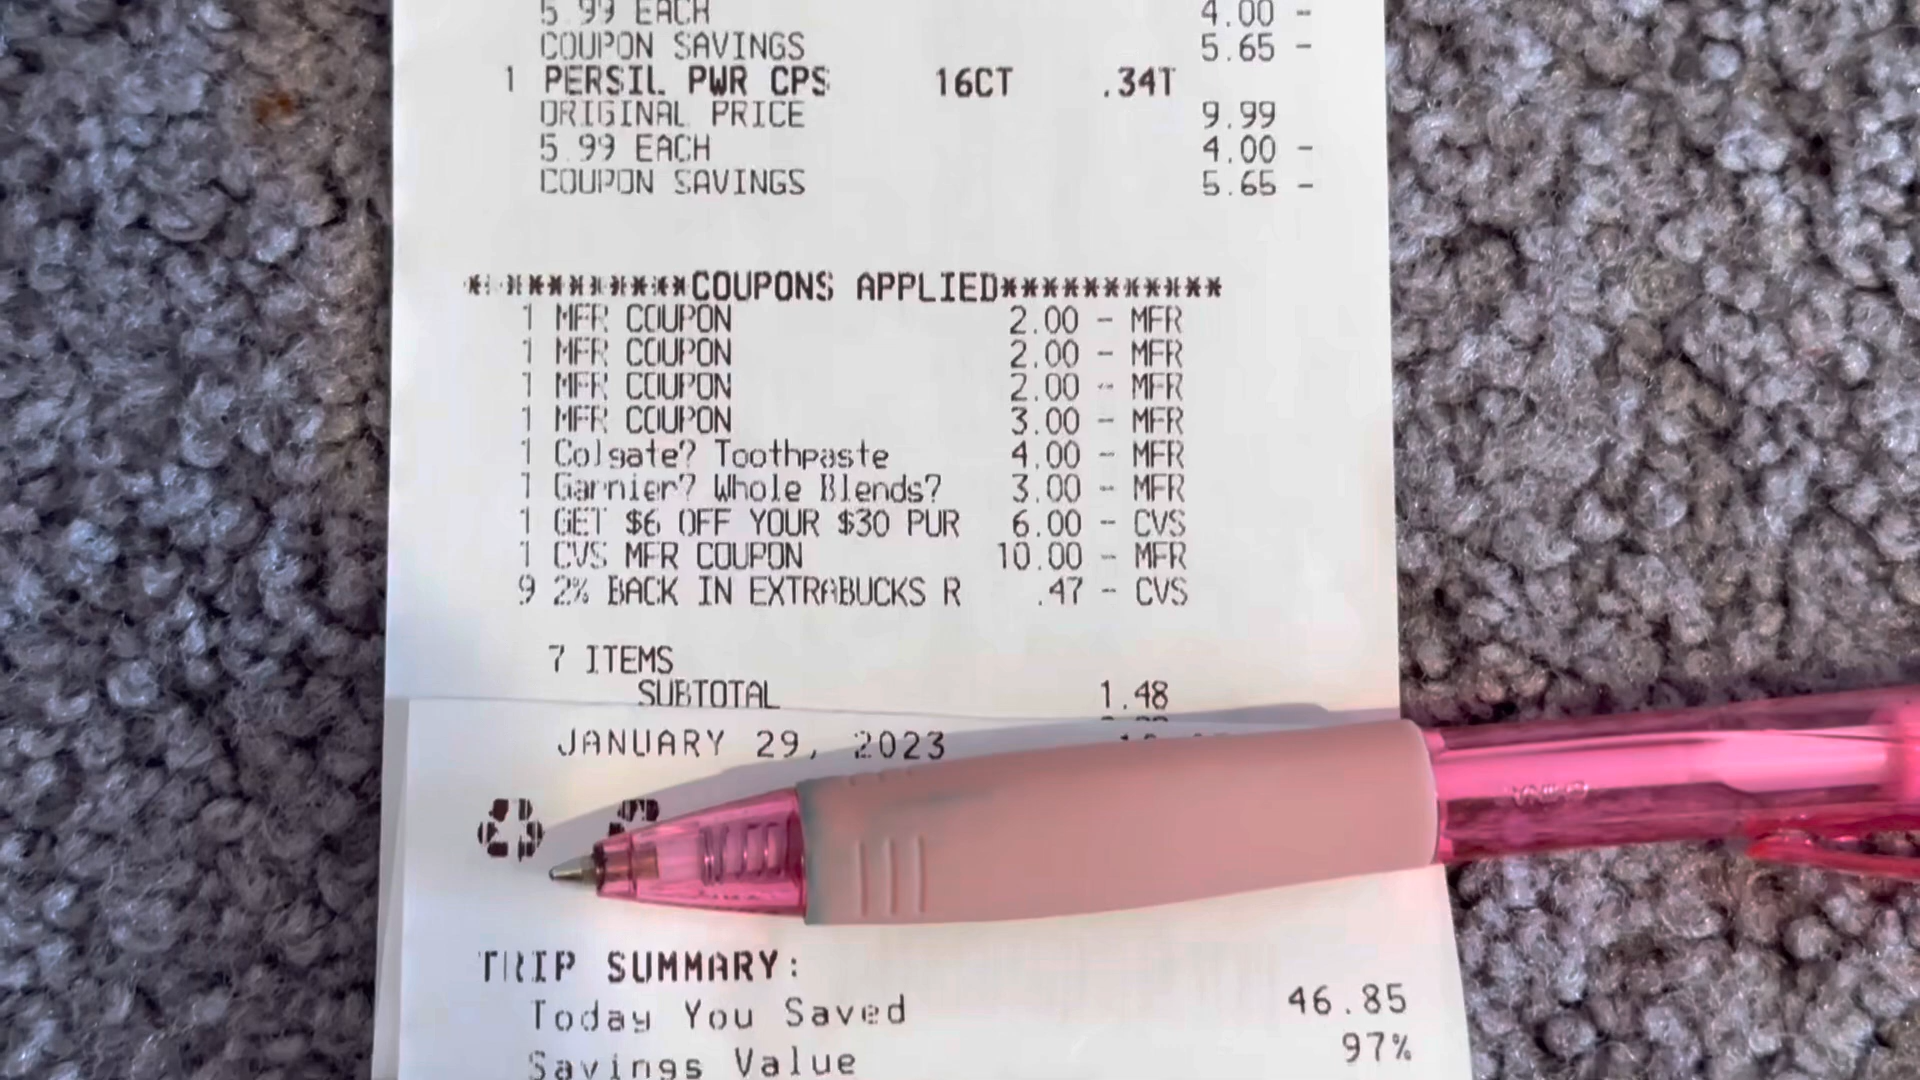 5.99 EACH 4.00 -
COUPON SAVINGS 5.65 -
1 PERSIL PWR CPS 16CT .34T
ORIGINAL PRICE 9.99
5.99 EACH 4.00 -
COUPON SAVINGS 5.65 -
***********COUPONS APPLIED***********
1 MFR COUPON 2.00 - MFR
1 MFR COUPON 2.00 - MFR
1 MFR COUPON 2.00 - MFR
1 MFR COUPON 3.00 - MFR
1 Colgate? Toothpaste 4.00 - MFR
1 Garnier? Whole Blends? 3.00 - MFR
1 GET $6 OFF YOUR $30 PUR 6.00 - CVS
1 CVS MFR COUPON 10.00 - MFR
9 2% BACK IN EXTRABUCKS R .47 - CVS
7 ITEMS
SUBTOTAL 1.48
JANUARY 29, 2023
TRIP SUMMARY:
Today You Saved 46.85
Savings Value 97%